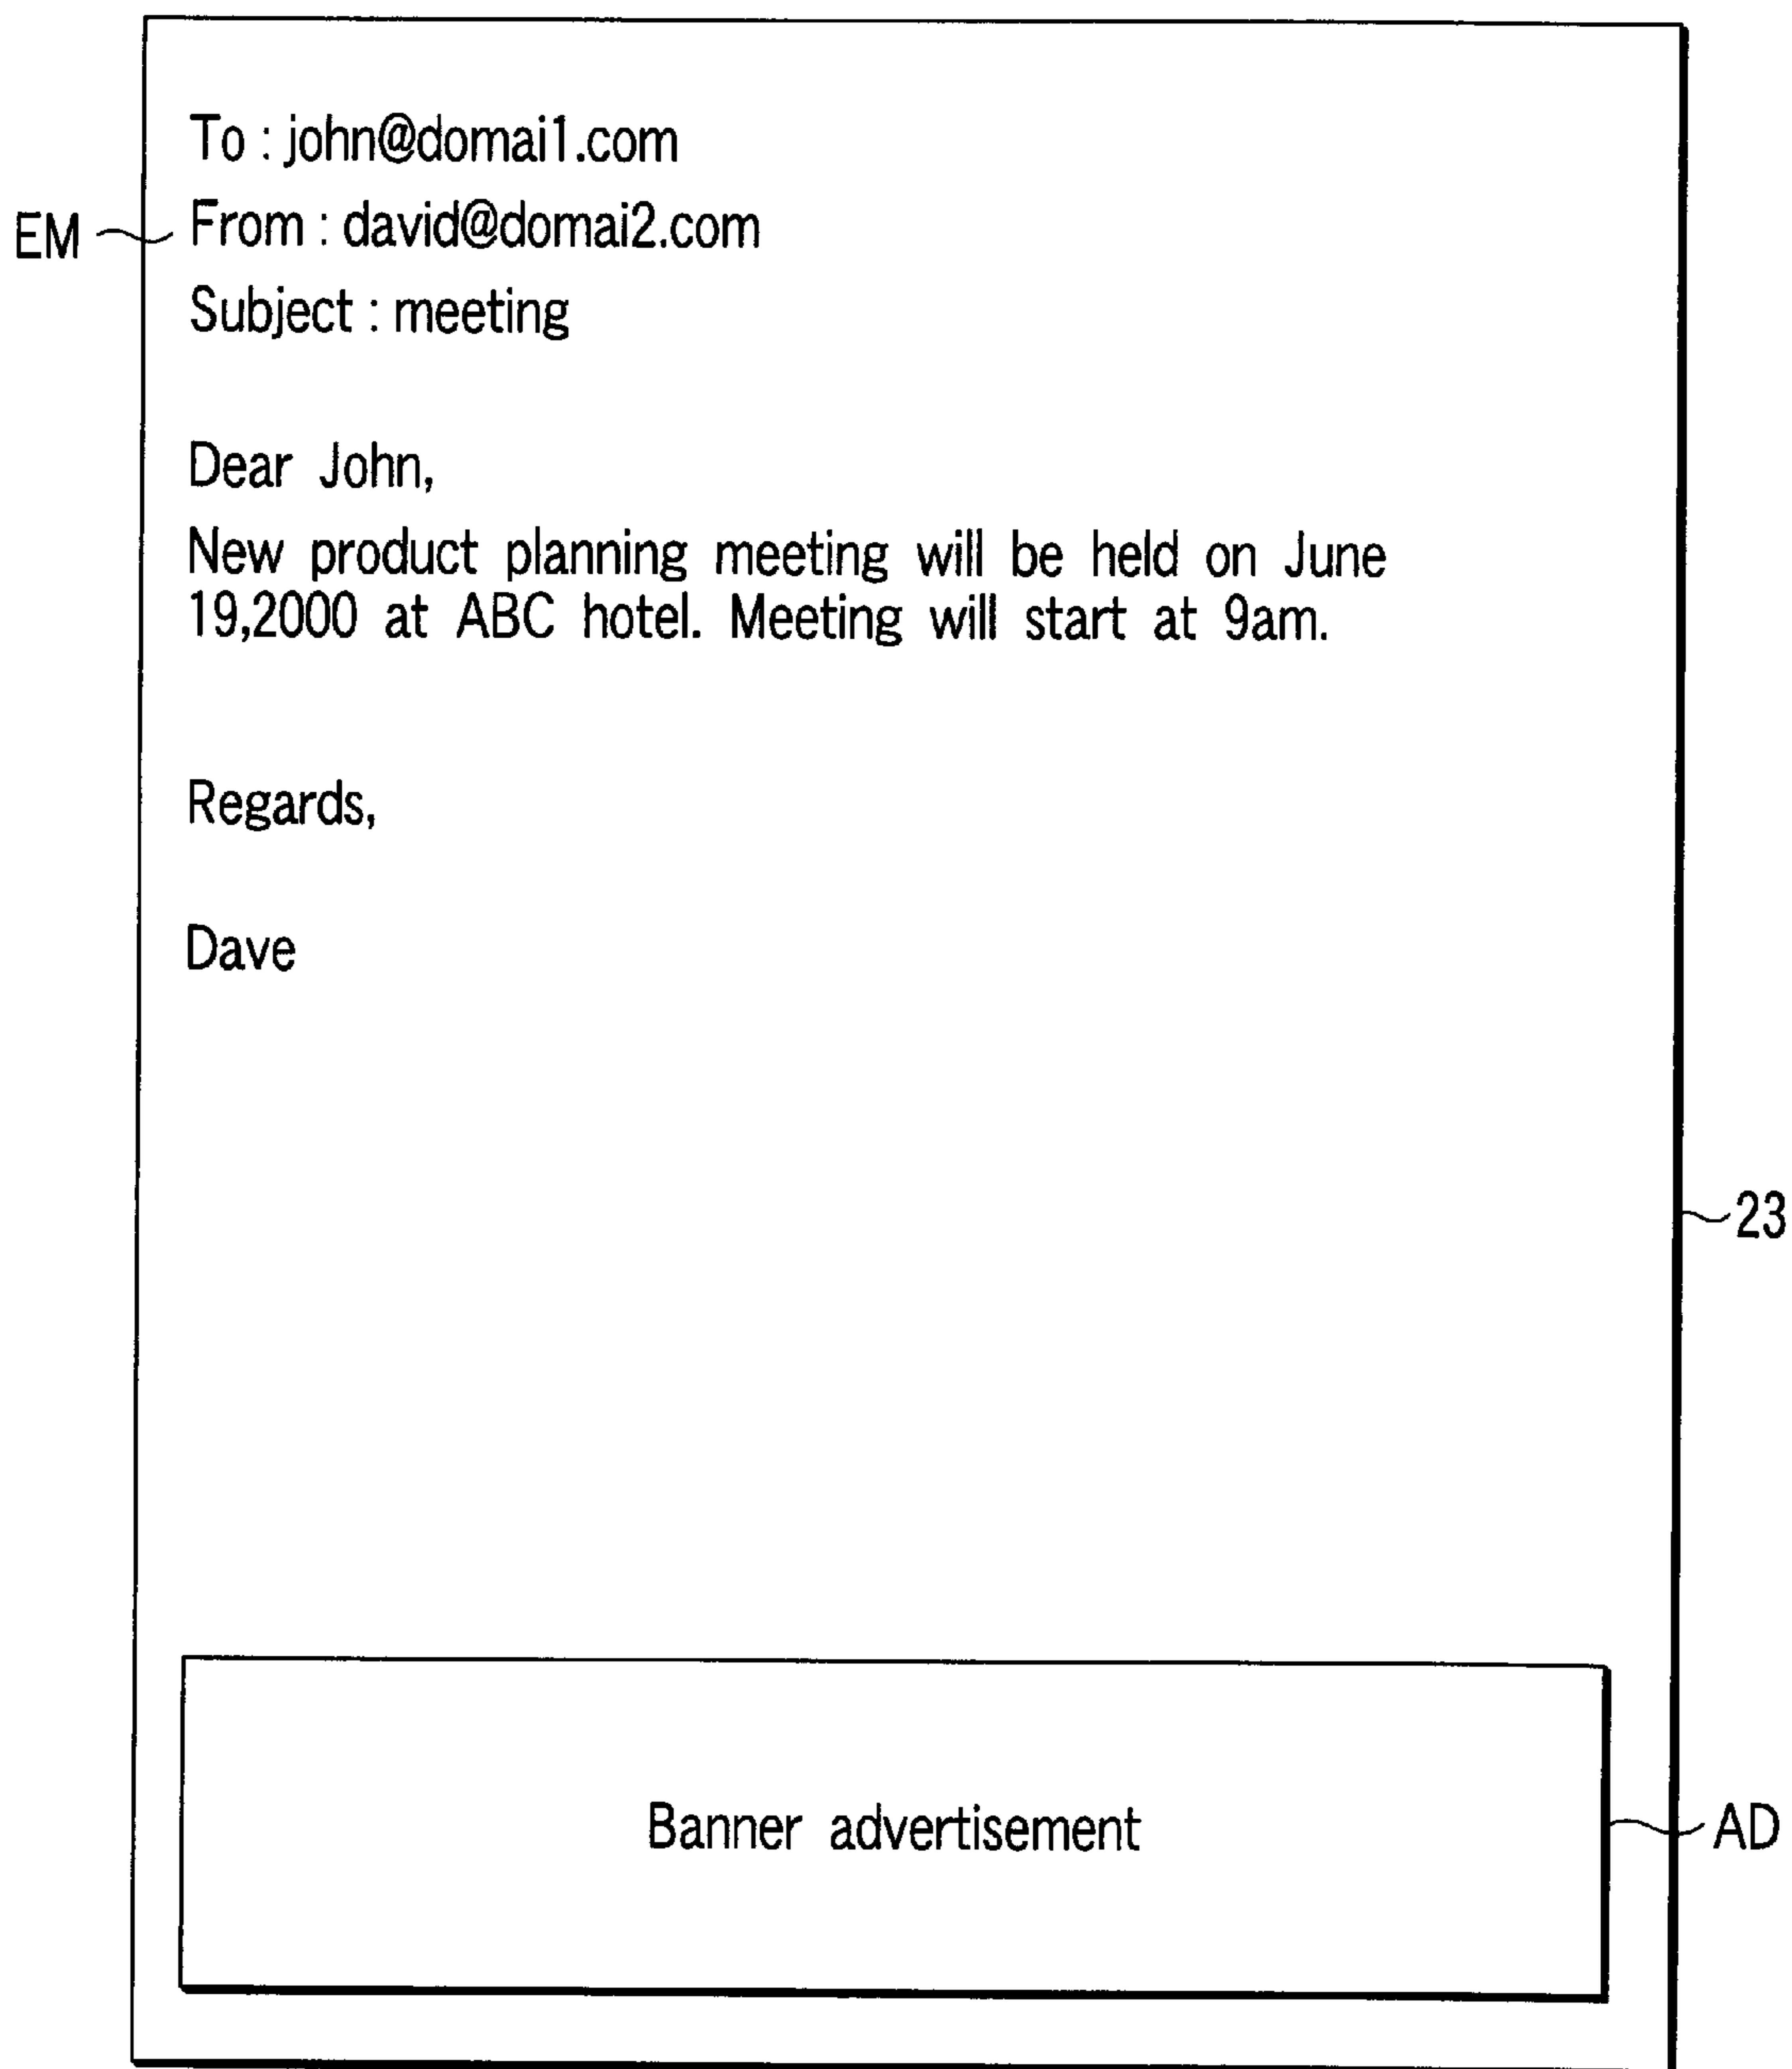 To : john@domai1.com
EM
From : david@domai2.com
Subject : meeting
Dear John,
New product planning meeting will be held on June
19,2000 at ABC hotel. Meeting will start at 9am.
Regards,
Dave
23
Banner advertisement
AD